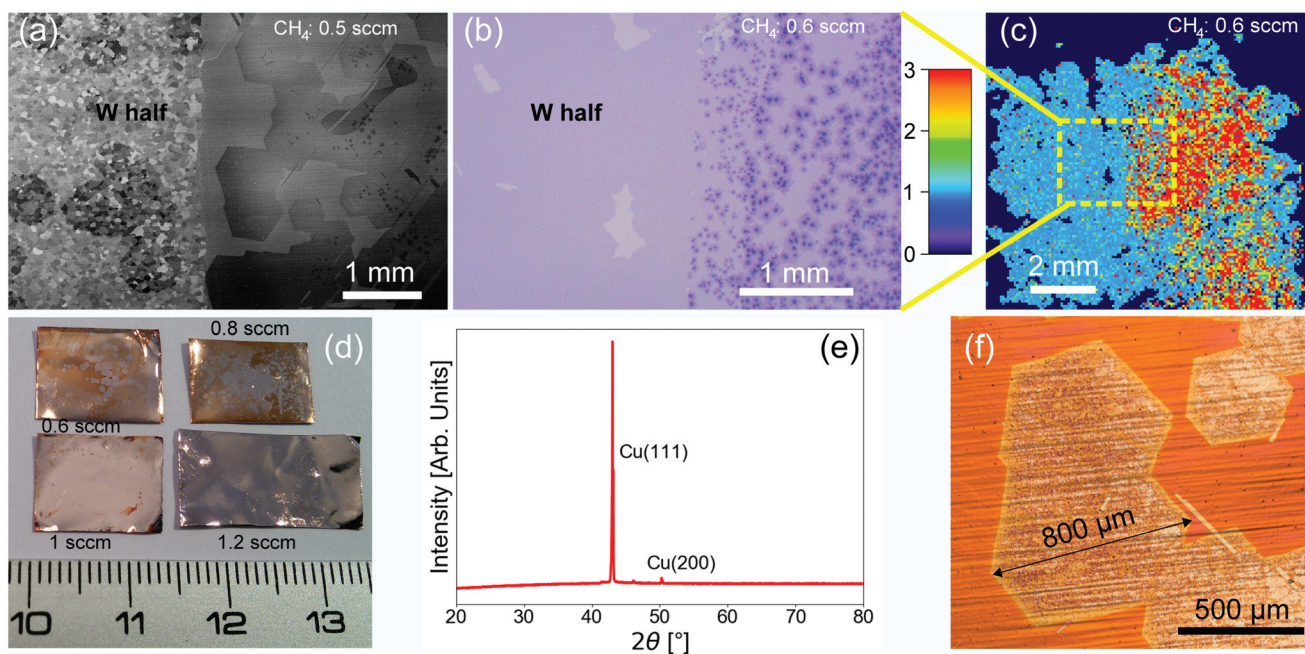 (a)
CH₄: 0.5 sccm
W half
1 mm
(b)
CH₄: 0.6 sccm
W half
1 mm
3
2
1
0
(c)
CH₄: 0.6 sccm
2 mm
(d)
0.8 sccm
0.6 sccm
1 sccm
1.2 sccm
10 11 12 13
(e)
Intensity [Arb. Units]
Cu(111)
Cu(200)
20 30 40 50 60 70 80
2θ [°]
(f)
800 µm
500 µm